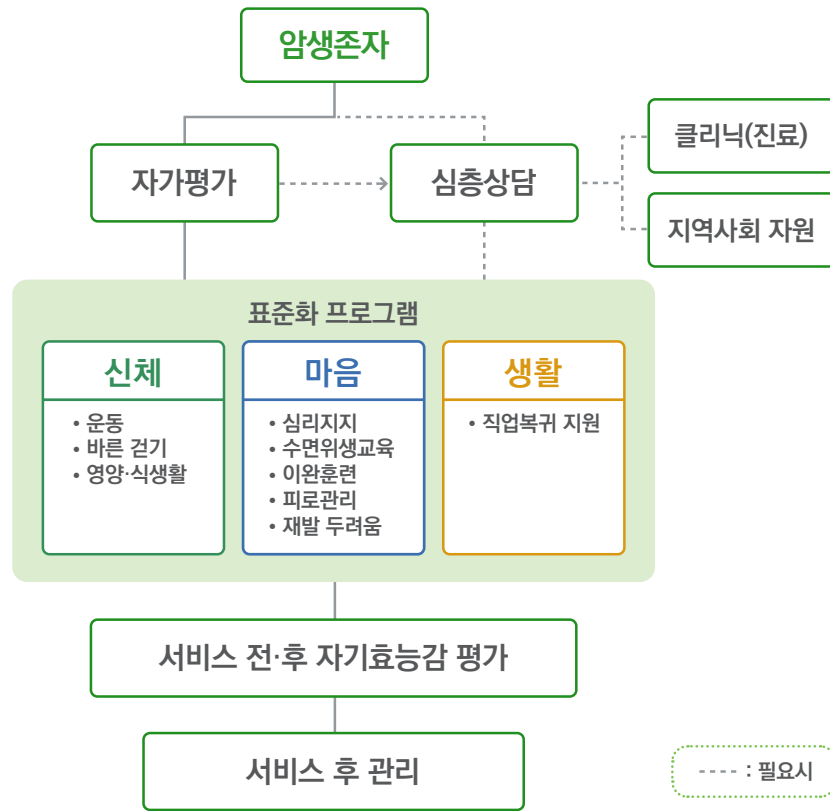 암생존자
자가평가
심층상담
클리닉(진료)
지역사회 자원
표준화 프로그램
신체
• 운동
• 바른 걷기
• 영양·식생활
마음
• 심리지지
• 수면위생교육
• 이완훈련
• 피로관리
• 재발 두려움
생활
• 직업복귀 지원
서비스 전·후 자기효능감 평가
서비스 후 관리
---- : 필요시